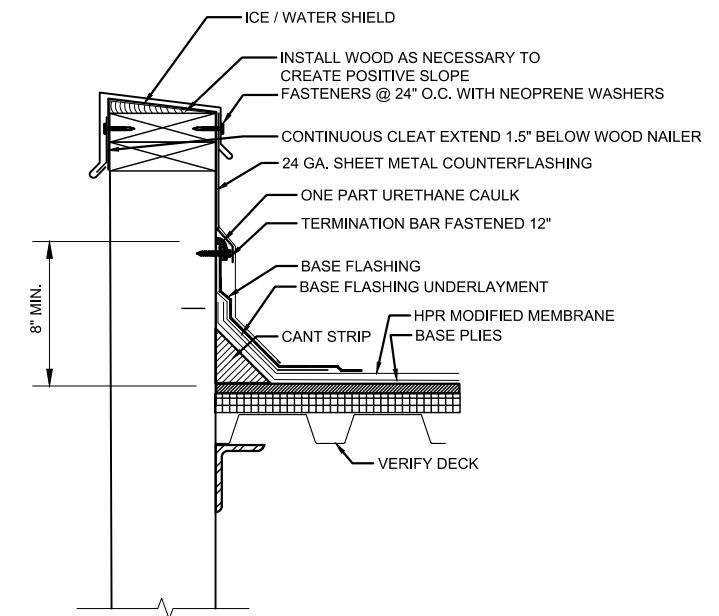 ICE / WATER SHIELD
INSTALL WOOD AS NECESSARY TO
CREATE POSITIVE SLOPE
FASTENERS @ 24" O.C. WITH NEOPRENE WASHERS
CONTINUOUS CLEAT EXTEND 1.5" BELOW WOOD NAILER
24 GA. SHEET METAL COUNTERFLASHING
ONE PART URETHANE CAULK
TERMINATION BAR FASTENED 12"
BASE FLASHING
BASE FLASHING UNDERLAYMENT
HPR MODIFIED MEMBRANE
BASE PLIES
CANT STRIP
8" MIN.
VERIFY DECK